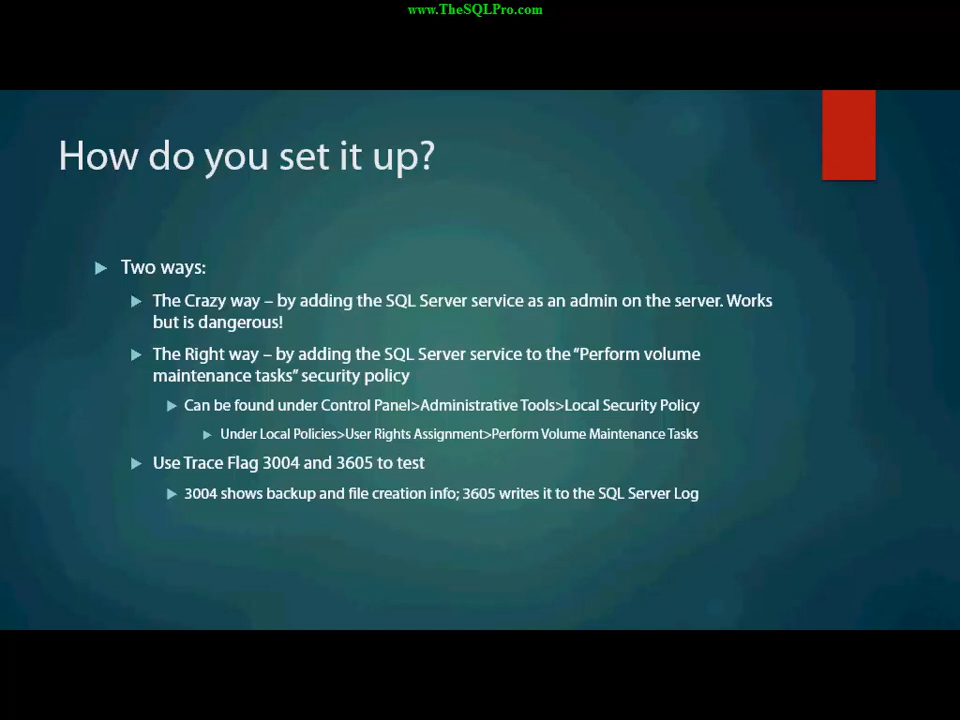 www.TheSQLPro.com
How do you set it up?
Two ways:
The Crazy way – by adding the SQL Server service as an admin on the server. Works
but is dangerous!
The Right way – by adding the SQL Server service to the “Perform volume
maintenance tasks” security policy
Can be found under Control Panel>Administrative Tools>Local Security Policy
Under Local Policies>User Rights Assignment>Perform Volume Maintenance Tasks
Use Trace Flag 3004 and 3605 to test
3004 shows backup and file creation info; 3605 writes it to the SQL Server Log